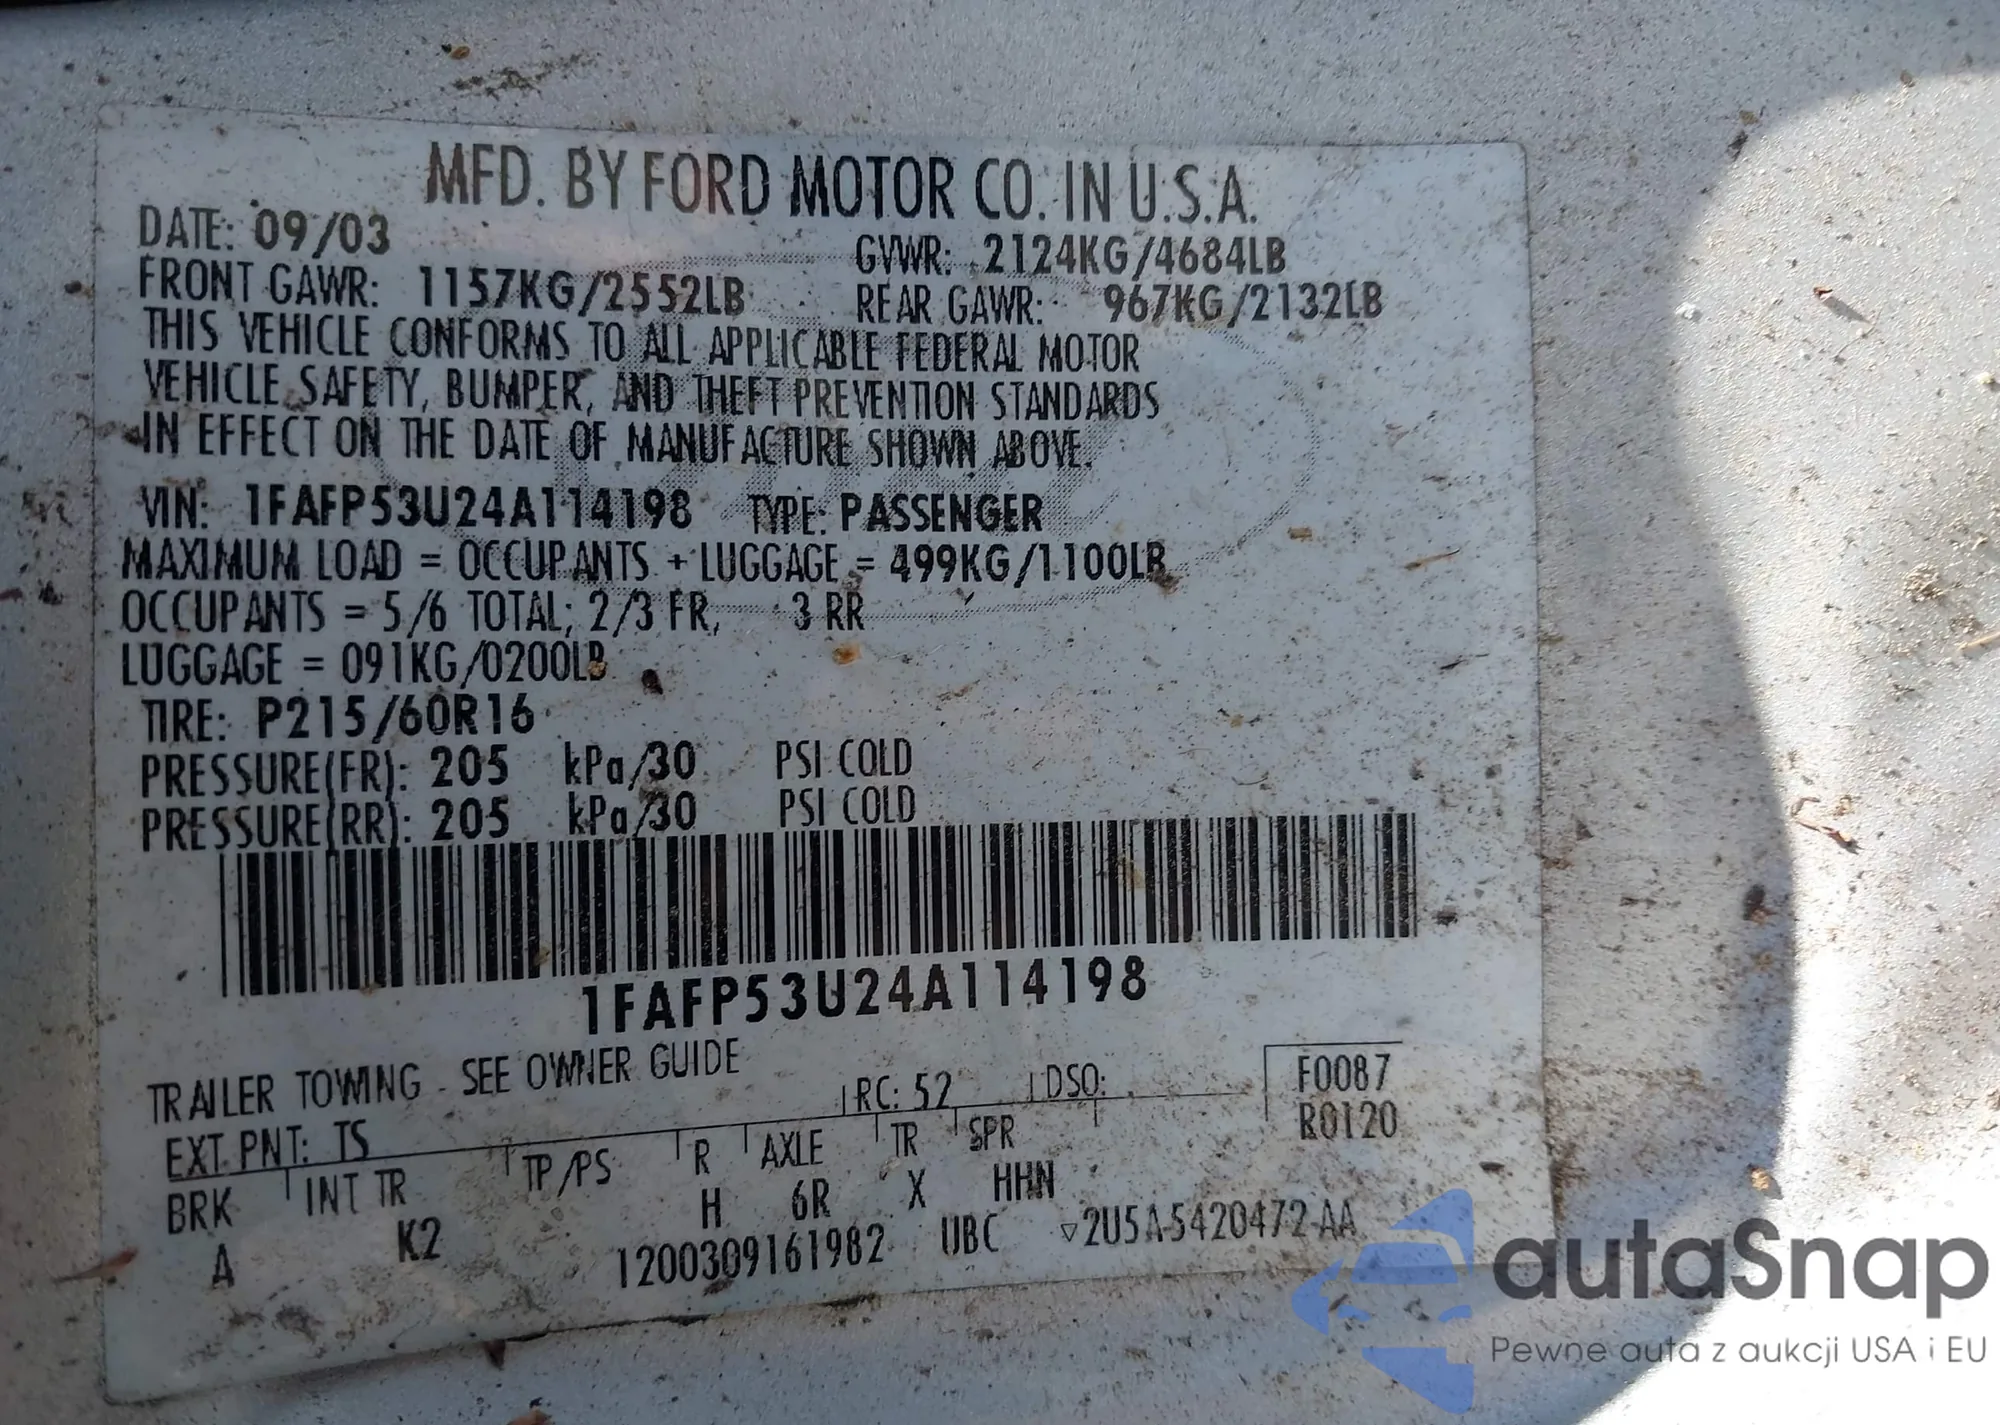 MFD. BY FORD MOTOR CO. IN U.S.A.
DATE: 09/03 GVWR: 2124KG/4684LB
FRONT GAWR: 1157KG/2552LB REAR GAWR: 967KG/2132LB
THIS VEHICLE CONFORMS TO ALL APPLICABLE FEDERAL MOTOR
VEHICLE SAFETY, BUMPER, AND THEFT PREVENTION STANDARDS
IN EFFECT ON THE DATE OF MANUFACTURE SHOWN ABOVE.
VIN: 1FAFP53U24A114198 TYPE: PASSENGER
MAXIMUM LOAD = OCCUPANTS + LUGGAGE = 499KG/1100LB
OCCUPANTS = 5/6 TOTAL; 2/3 FR, 3 RR
LUGGAGE = 091KG/0200LB
TIRE: P215/60R16
PRESSURE(FR): 205 kPa/30 PSI COLD
PRESSURE(RR): 205 kPa/30 PSI COLD
1FAFP53U24A114198
TRAILER TOWING - SEE OWNER GUIDE
EXT PNT: TS RC: 52 DSO: F0087
R0120
BRK INT TR TP/PS R AXLE TR SPR
A K2 H 6R X HHN
1200309161982 UBC ▽2U5A-5420472-AA
autaSnap
Pewne auta z aukcji USA i EU